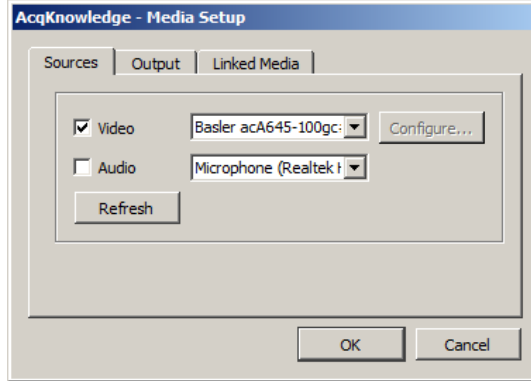 AcqKnowledge - Media Setup
Sources Output Linked Media
Video Basler acA645-100gc: Configure...
Audio Microphone (Realtek
Refresh
OK Cancel